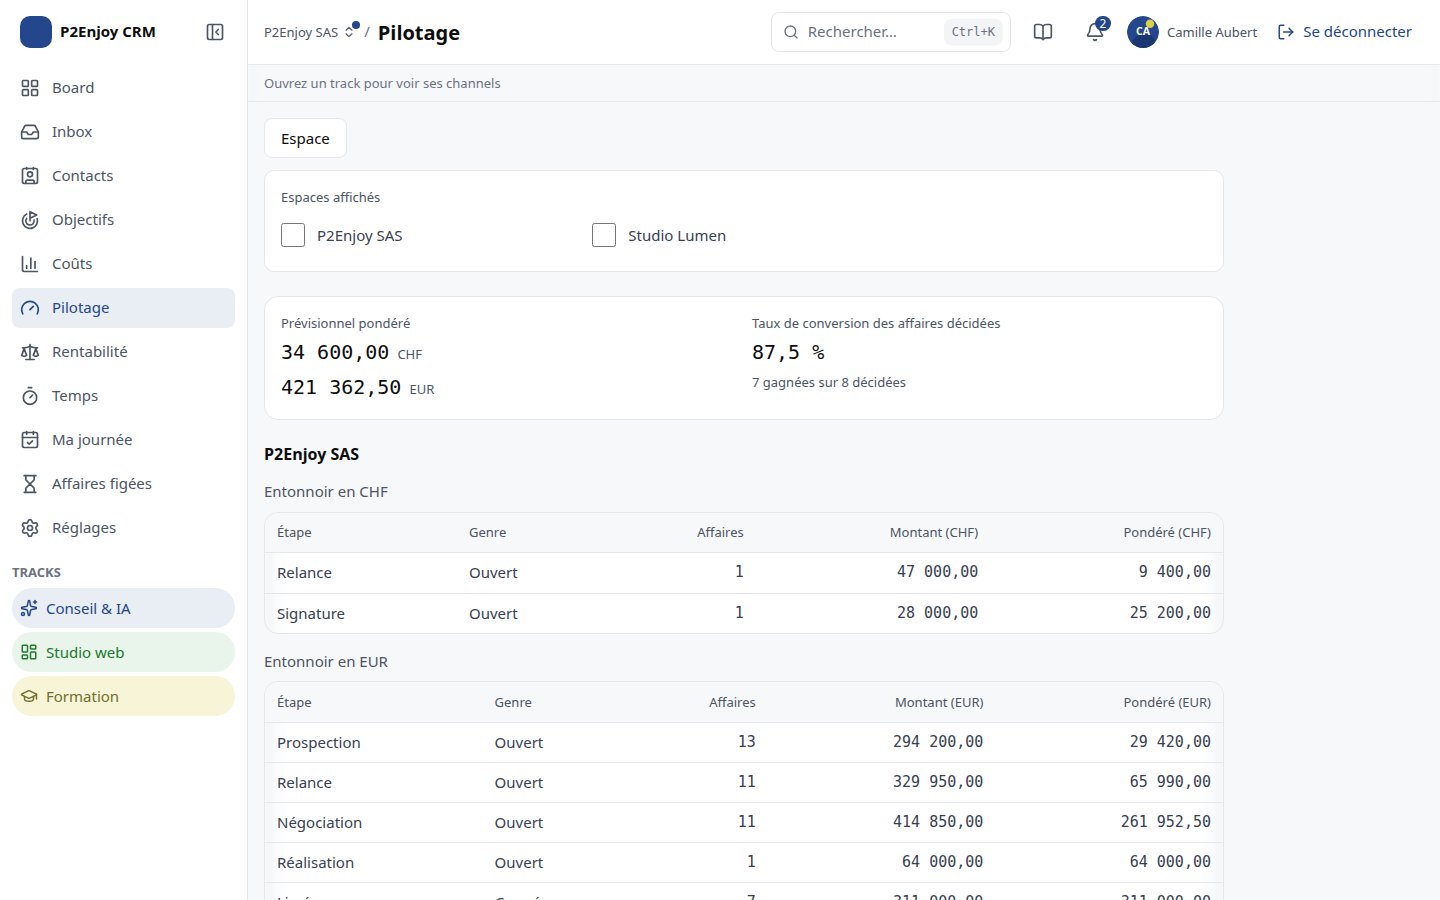 P2Enjoy CRM
Board
Inbox
Contacts
Objectifs
Coûts
Pilotage
Rentabilité
Temps
Ma journée
Affaires figées
Réglages
TRACKS
Conseil & IA
Studio web
Formation
P2Enjoy SAS / Pilotage
Rechercher... Ctrl+K
2
CA Camille Aubert
Se déconnecter
Ouvrez un track pour voir ses channels
Espace
Espaces affichés
P2Enjoy SAS Studio Lumen
Prévisionnel pondéré
34 600,00 CHF
421 362,50 EUR
Taux de conversion des affaires décidées
87,5 %
7 gagnées sur 8 décidées
P2Enjoy SAS
Entonnoir en CHF
Étape Genre Affaires Montant (CHF) Pondéré (CHF)
Relance Ouvert 1 47 000,00 9 400,00
Signature Ouvert 1 28 000,00 25 200,00
Entonnoir en EUR
Étape Genre Affaires Montant (EUR) Pondéré (EUR)
Prospection Ouvert 13 294 200,00 29 420,00
Relance Ouvert 11 329 950,00 65 990,00
Négociation Ouvert 11 414 850,00 261 952,50
Réalisation Ouvert 1 64 000,00 64 000,00